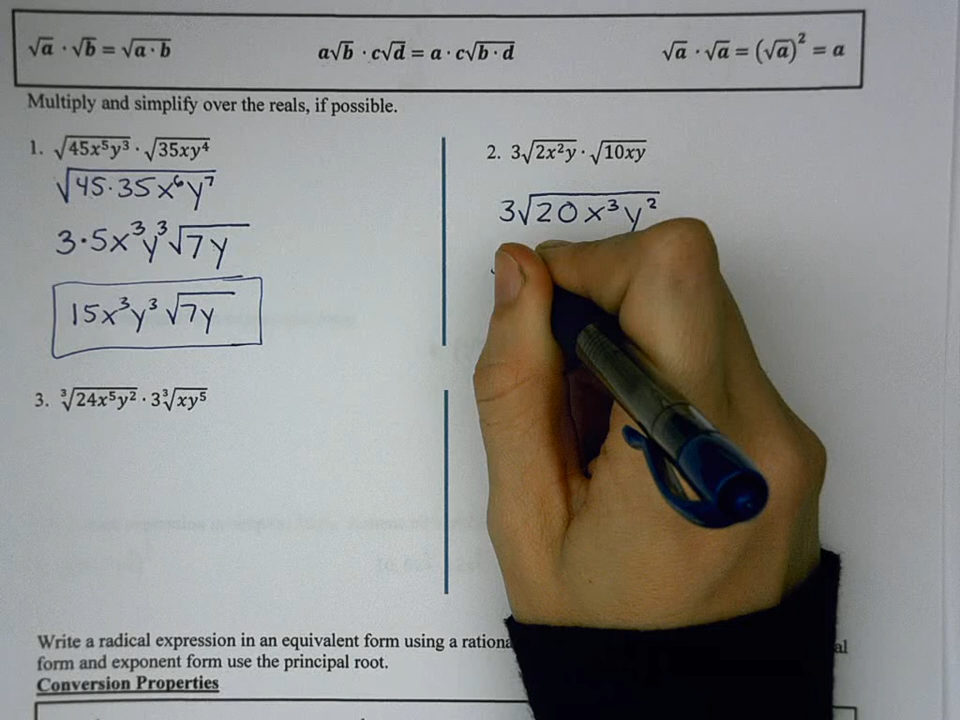 √a · √b = √a · b
a√b · c√d = a · c√b · d
√a · √a = (√a)² = a
Multiply and simplify over the reals, if possible.
1. √45x⁵y³ · √35xy⁴
√45·35x⁶y⁷
3·5x³y³√7y
15x³y³√7y
2. 3√2x²y · √10xy
3√20x³y²
3. ∛24x⁵y² · 3∛xy⁵
Write a radical expression in an equivalent form using a
form and exponent form use the principal root.
Conversion Properties